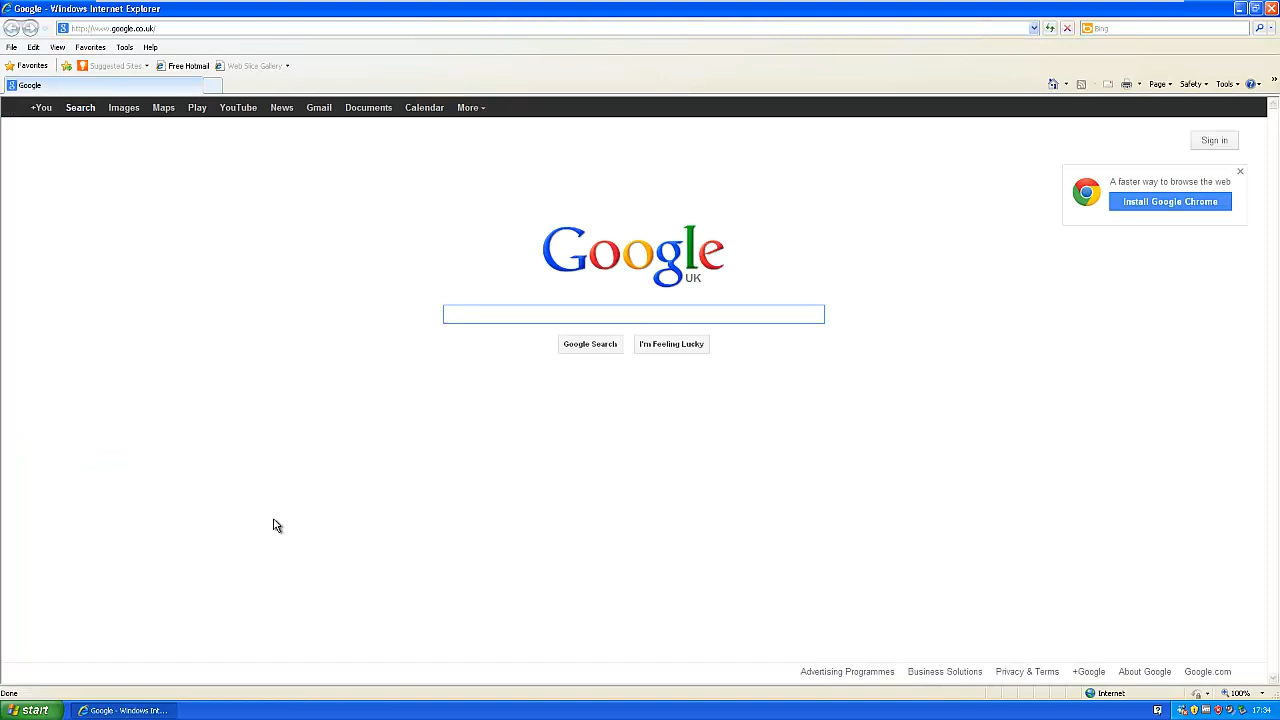 Google - Windows Internet Explorer
http://www.google.co.uk/
Bing
File Edit View Favorites Tools Help
Favorites Suggested Sites Free Hotmail Web Slice Gallery
Google
Page Safety Tools
+You Search Images Maps Play YouTube News Gmail Documents Calendar More
Sign in
A faster way to browse the web
Install Google Chrome
Google
UK
Google Search I'm Feeling Lucky
Advertising Programmes Business Solutions Privacy & Terms +Google About Google Google.com
Done
Internet
100%
start
Google - Windows Int...
17:34